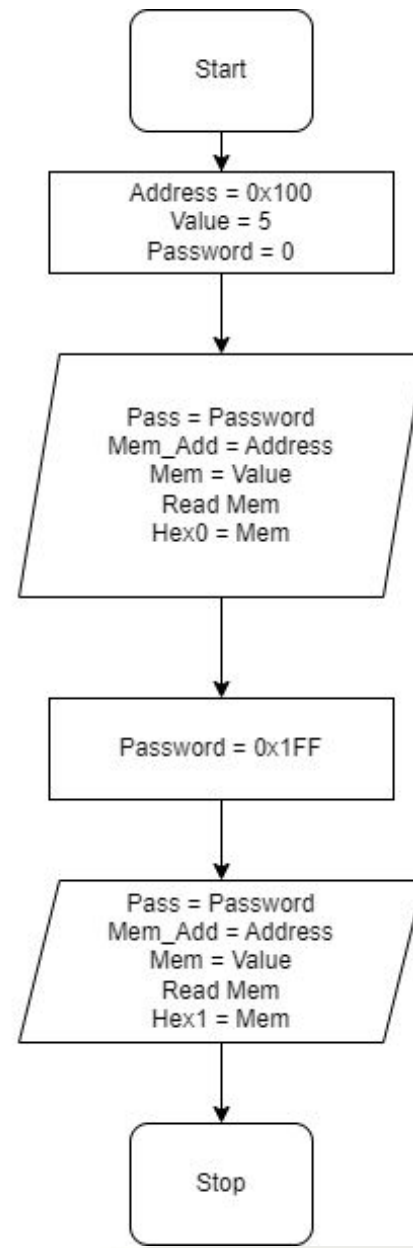 Start
Address = 0x100
Value = 5
Password = 0
Pass = Password
Mem_Add = Address
Mem = Value
Read Mem
Hex0 = Mem
Password = 0x1FF
Pass = Password
Mem_Add = Address
Mem = Value
Read Mem
Hex1 = Mem
Stop